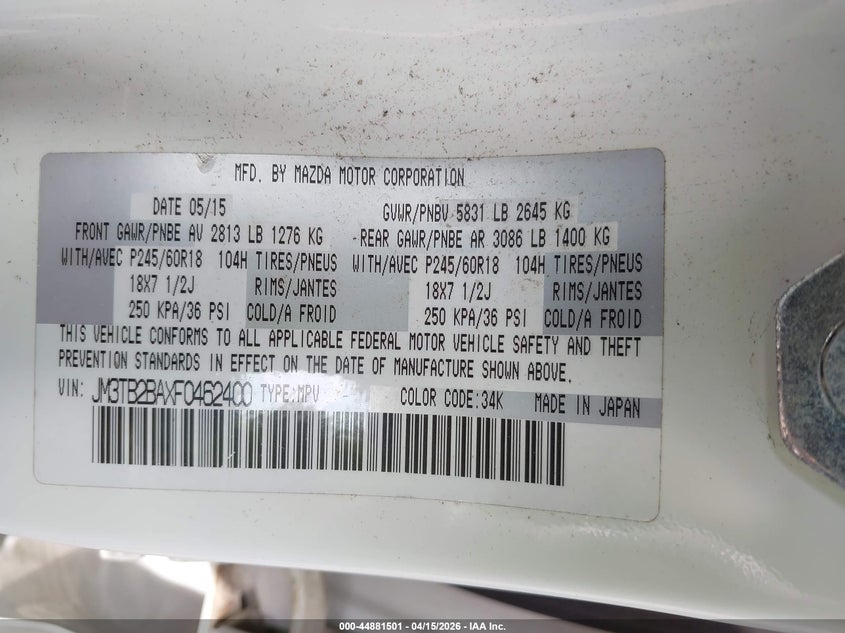 MFD. BY MAZDA MOTOR CORPORATION
DATE 05/15 GVWR/PNBV 5831 LB 2645 KG
FRONT GAWR/PNBE AV 2813 LB 1276 KG -REAR GAWR/PNBE AR 3086 LB 1400 KG
WITH/AVEC P245/60R18 104H TIRES/PNEUS WITH/AVEC P245/60R18 104H TIRES/PNEUS
18X7 1/2J RIMS/JANTES 18X7 1/2J RIMS/JANTES
250 KPA/36 PSI COLD/A FROID 250 KPA/36 PSI COLD/A FROID
THIS VEHICLE CONFORMS TO ALL APPLICABLE FEDERAL MOTOR VEHICLE SAFETY AND THEFT
PREVENTION STANDARDS IN EFFECT ON THE DATE OF MANUFACTURE SHOWN ABOVE.
VIN: JM3TB2BAXF0462400 TYPE:MPV COLOR CODE:34K MADE IN JAPAN
000-44881501 - 04/15/2026 - IAA Inc.